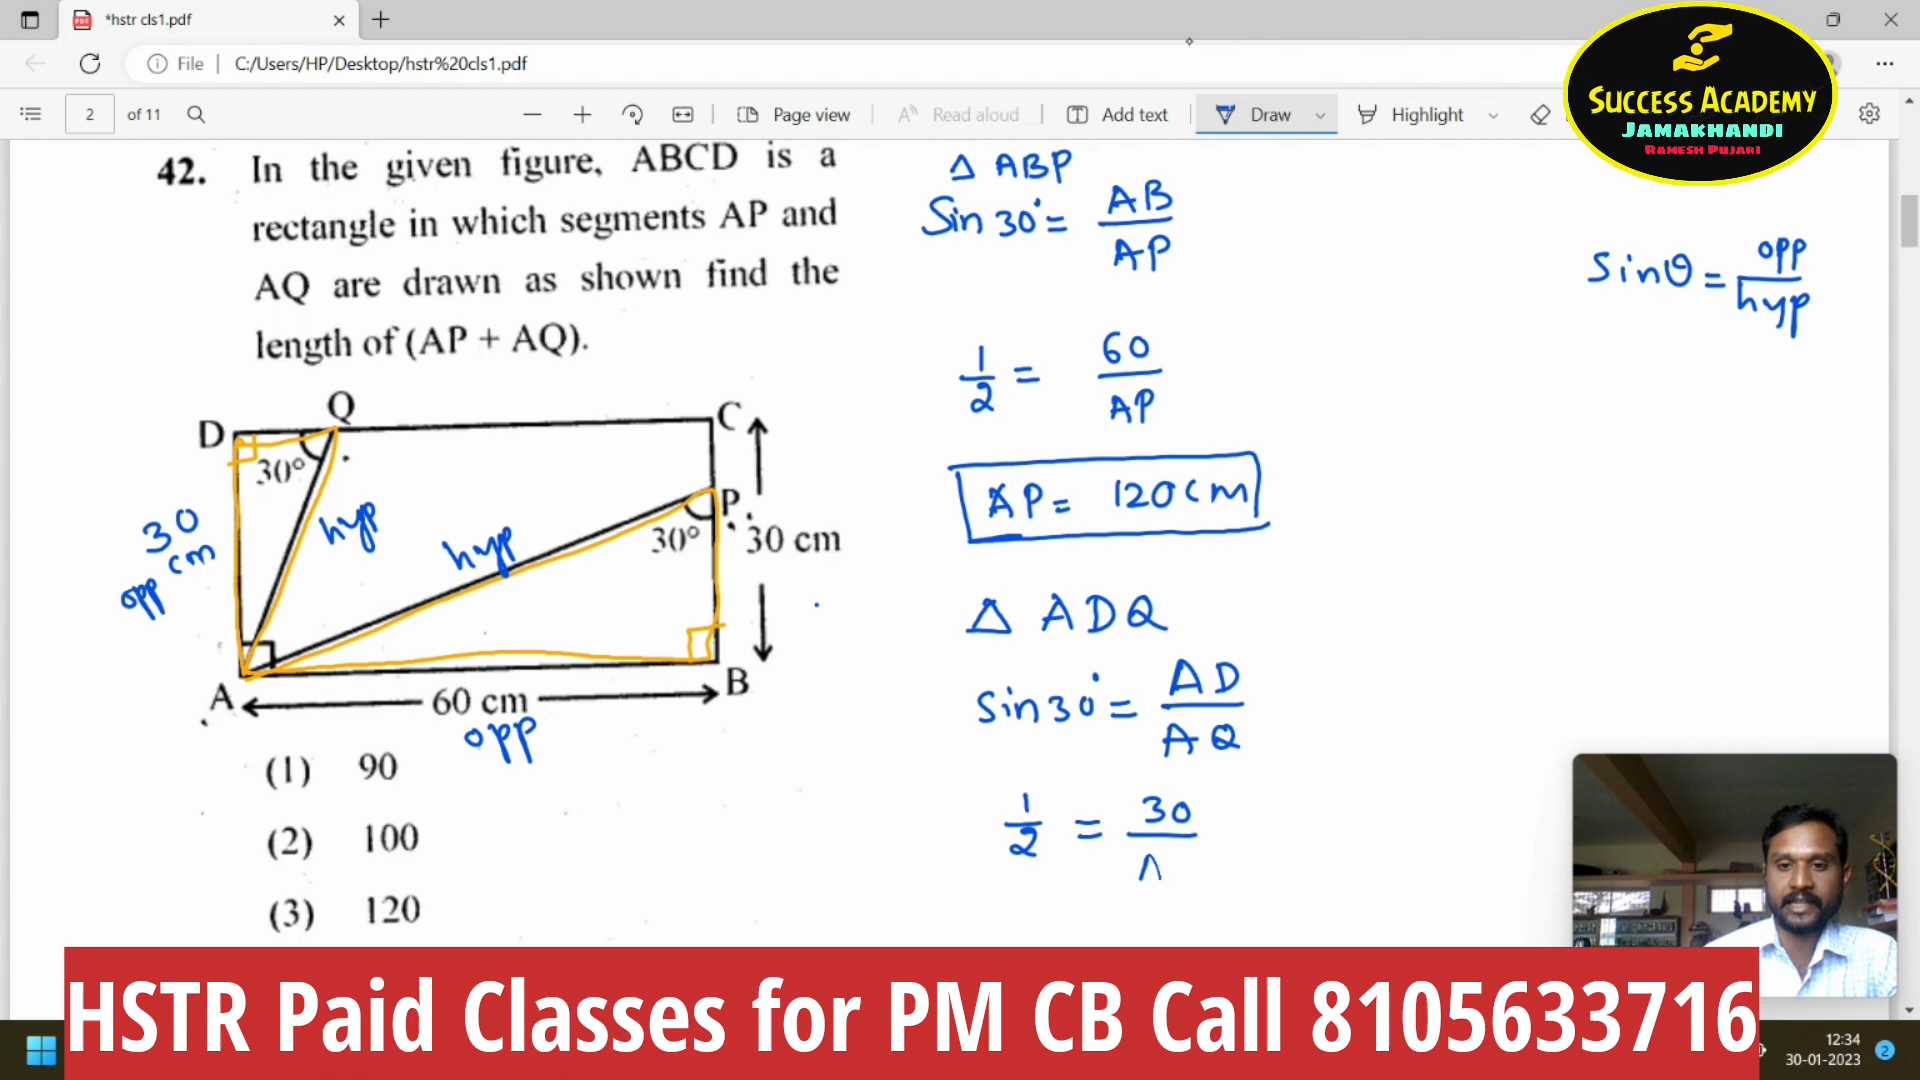 *hstr cls1.pdf
File | C:/Users/HP/Desktop/hstr%20cls1.pdf
2 of 11
Page view
Read aloud
Add text
Draw
Highlight
SUCCESS ACADEMY
JAMAKHANDI
RAMESH PUJARI
42. In the given figure, ABCD is a
rectangle in which segments AP and
AQ are drawn as shown find the
length of (AP + AQ).
D Q C
30°
P
30°
30 cm
A B
60 cm
30
cm
opp
hyp
hyp
opp
(1) 90
(2) 100
(3) 120
Δ ABP
Sin 30° = AB/AP
1/2 = 60/AP
AP = 120cm
Δ ADQ
Sin 30° = AD/AQ
1/2 = 30/
Sinθ = opp/hyp
HSTR Paid Classes for PM CB Call 8105633716
12:34
30-01-2023
2